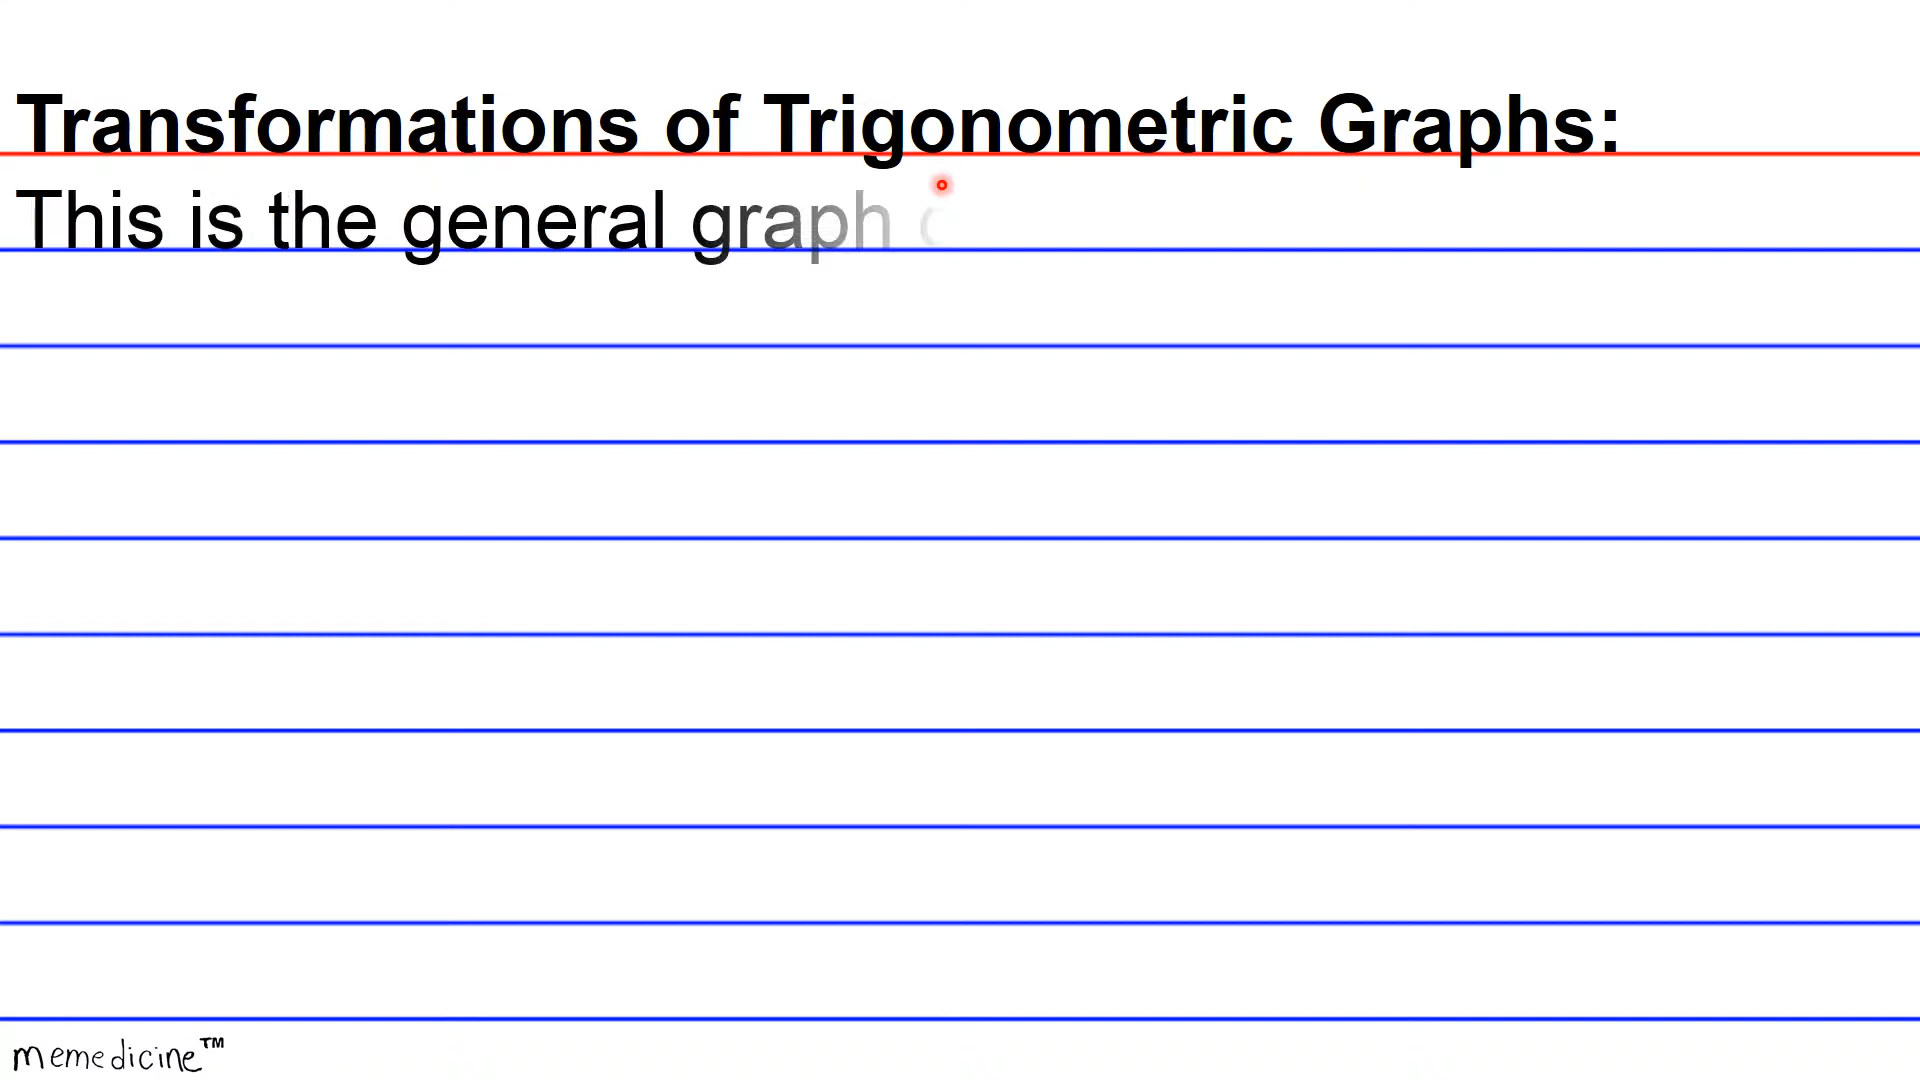 Transformations of Trigonometric Graphs:
This is the general graph
memedicine™